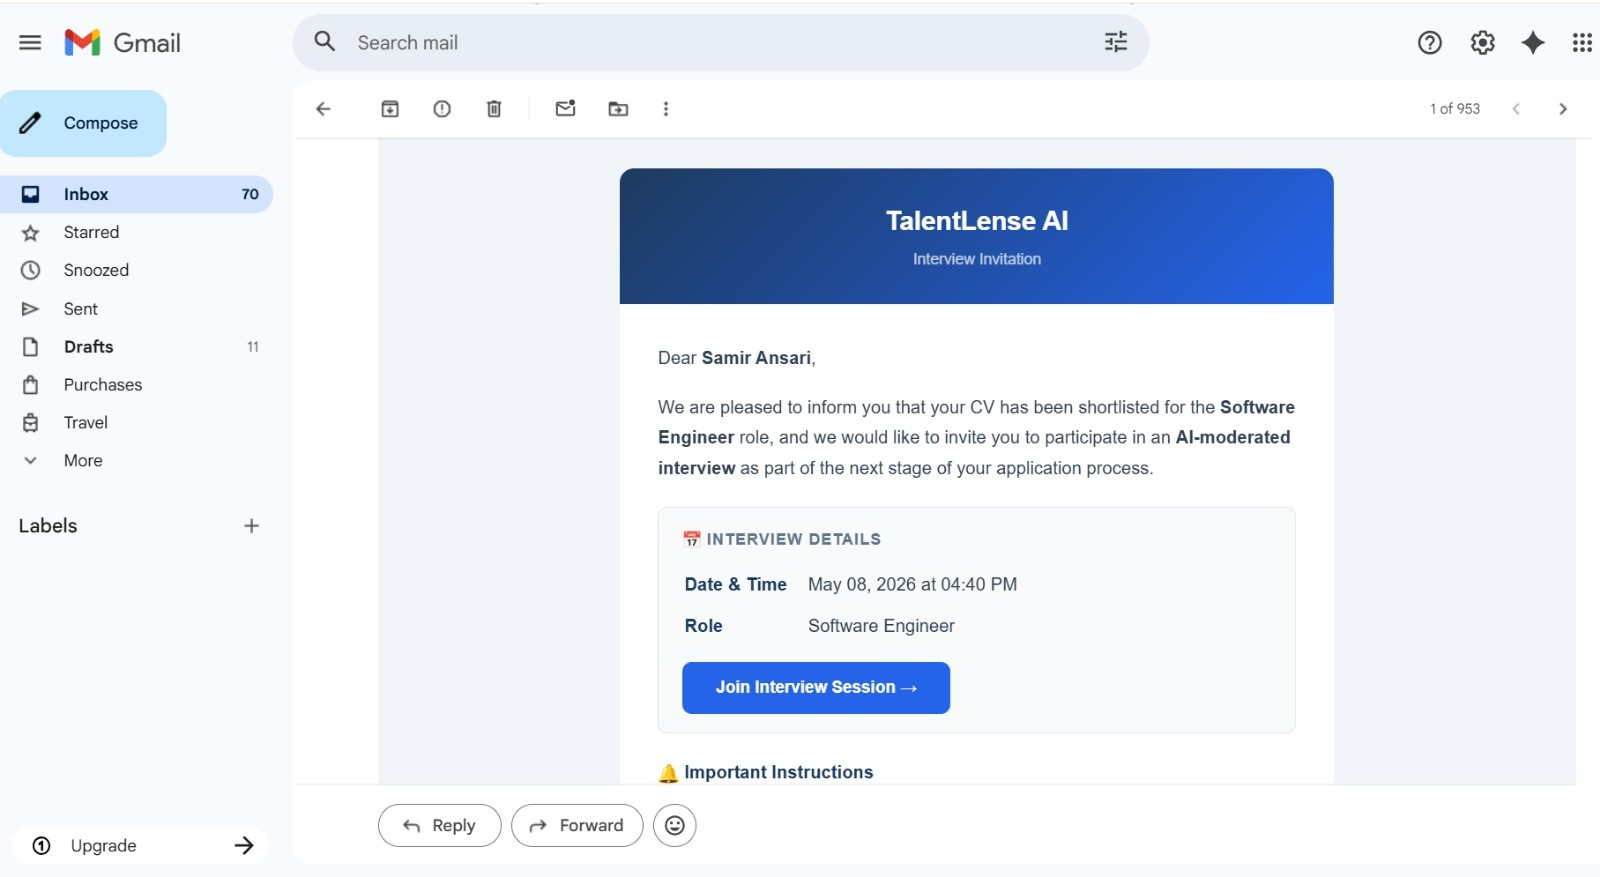 Gmail
Search mail
Compose
1 of 953
Inbox 70
Starred
Snoozed
Sent
Drafts 11
Purchases
Travel
More
Labels
Upgrade
TalentLense AI
Interview Invitation
Dear Samir Ansari,
We are pleased to inform you that your CV has been shortlisted for the Software
Engineer role, and we would like to invite you to participate in an AI-moderated
interview as part of the next stage of your application process.
📅 INTERVIEW DETAILS
Date & Time May 08, 2026 at 04:40 PM
Role Software Engineer
Join Interview Session →
🔔 Important Instructions
Reply Forward